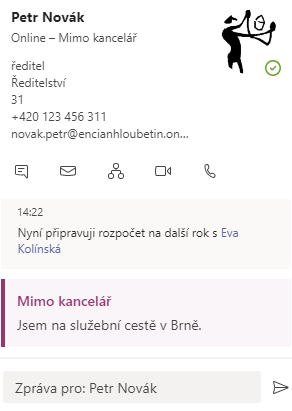 Petr Novák
Online – Mimo kancelář
ředitel
Ředitelství
31
+420 123 456 311
novak.petr@encianhloubetin.on...
14:22
Nyní připravuji rozpočet na další rok s Eva
Kolínská
Mimo kancelář
Jsem na služební cestě v Brně.
Zpráva pro: Petr Novák